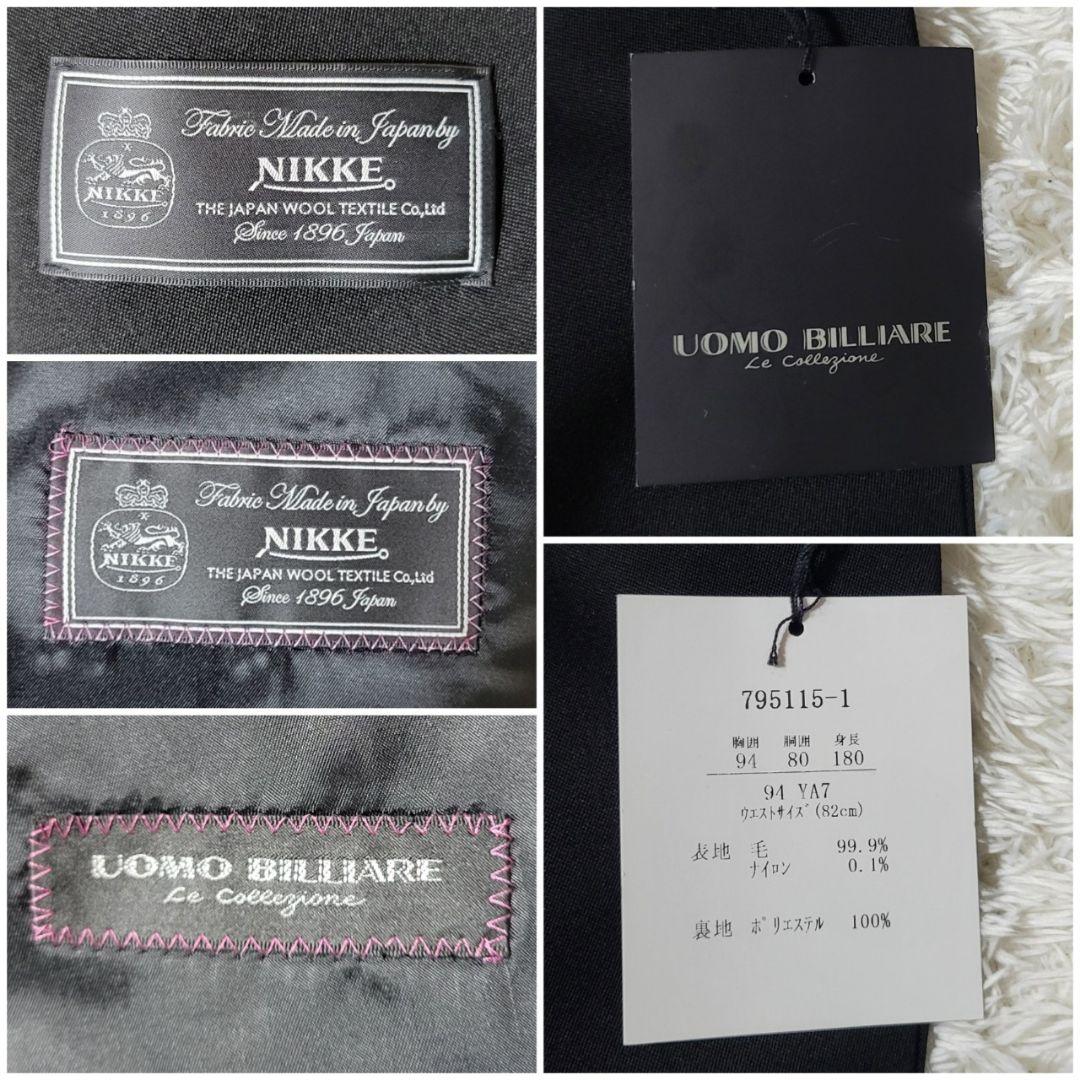 Fabric Made in Japan by
NIKKE
NIKKE
1896
THE JAPAN WOOL TEXTILE Co,Ltd
Since 1896 Japan
UOMO BILLIARE
Le Collezione
Fabric Made in Japan by
NIKKE
NIKKE
1896
THE JAPAN WOOL TEXTILE Co,Ltd
Since 1896 Japan
UOMO BILLIARE
Le Collezione
795115-1
胸囲 胴囲 身長
94 80 180
94 YA7
ウエストサイズ(82cm)
表地 毛 99.9%
ナイロン 0.1%
裏地 ポリエステル 100%